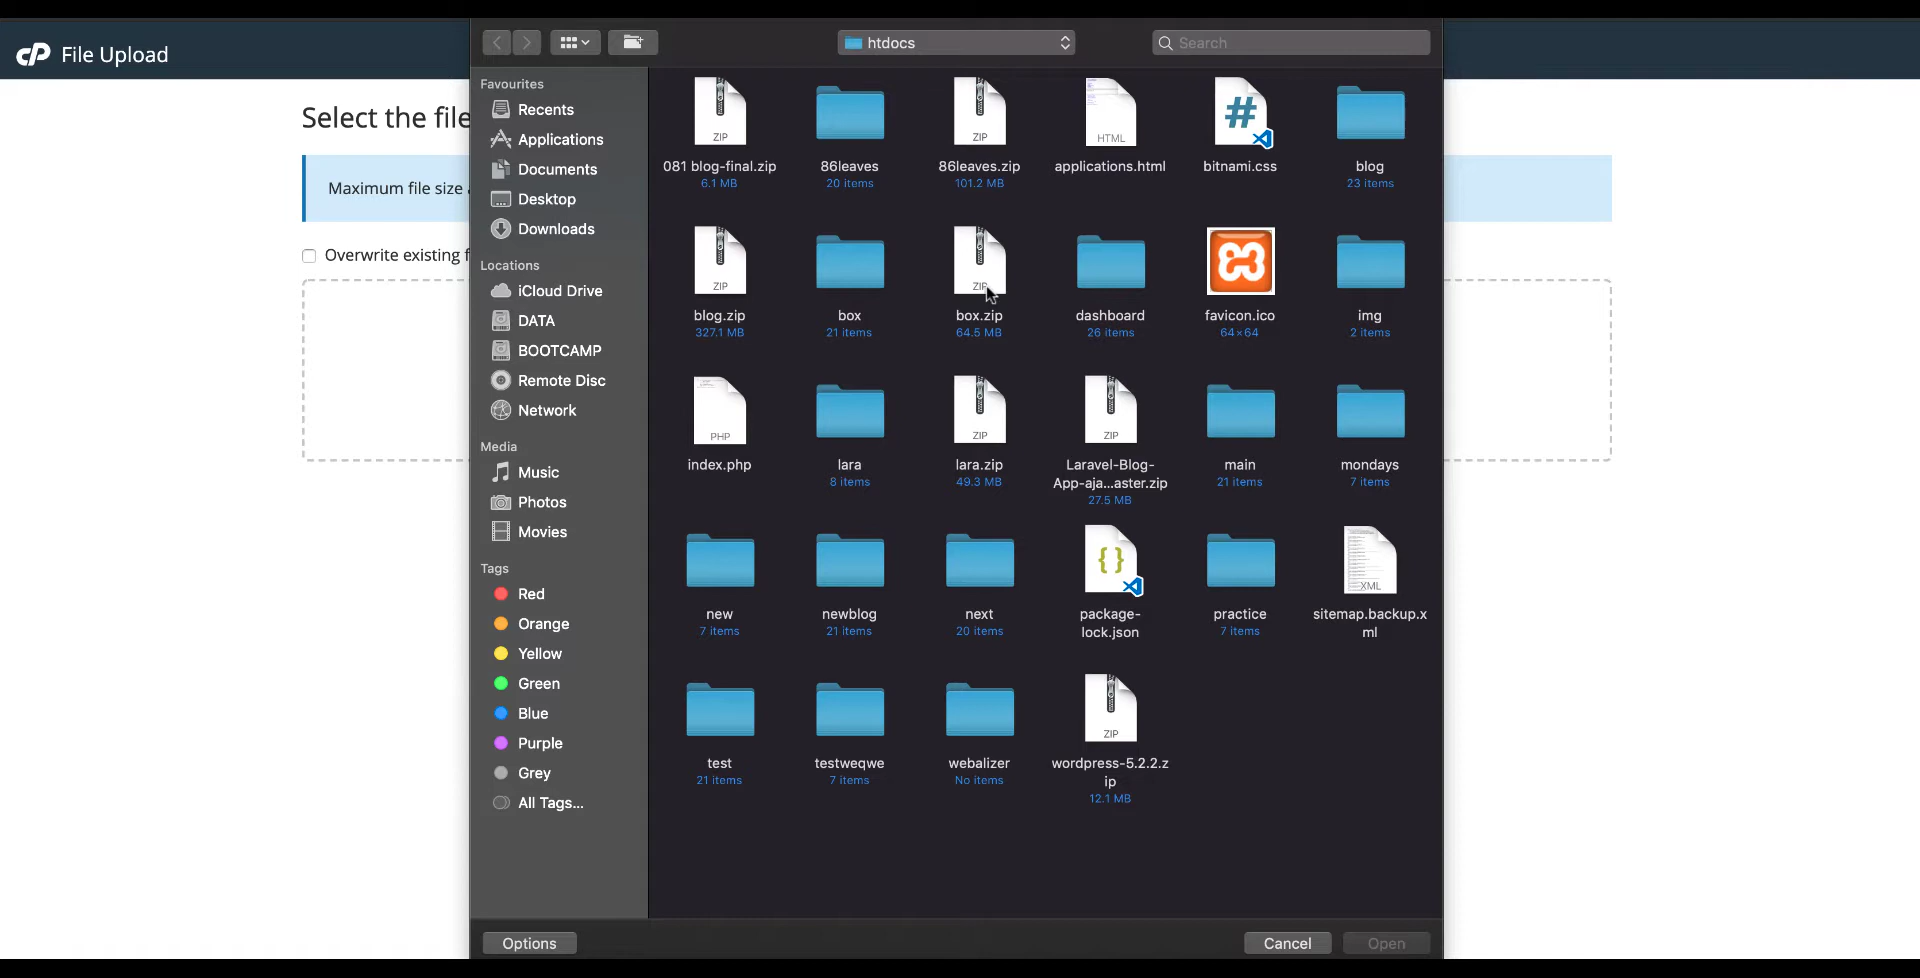 File Upload
Select the file
Maximum file size
Overwrite existing f
htdocs
Search
Favourites
Recents
Applications
Documents
Desktop
Downloads
Locations
iCloud Drive
DATA
BOOTCAMP
Remote Disc
Network
Media
Music
Photos
Movies
Tags
Red
Orange
Yellow
Green
Blue
Purple
Grey
All Tags...
ZIP
ZIP
HTML
081 blog-final.zip
86leaves
86leaves.zip
applications.html
bitnami.css
blog
6.1 MB
20 items
101.2 MB
23 items
ZIP
ZIP
blog.zip
box
box.zip
dashboard
favicon.ico
img
327.1 MB
21 items
64.5 MB
26 items
64×64
2 items
PHP
ZIP
ZIP
index.php
lara
lara.zip
Laravel-Blog-
App-aja...aster.zip
main
mondays
8 items
49.3 MB
27.5 MB
21 items
7 items
XML
new
newblog
next
package-
lock.json
practice
sitemap.backup.x
ml
7 items
21 items
20 items
7 items
ZIP
test
testweqwe
webalizer
wordpress-5.2.2.z
ip
21 items
7 items
No items
12.1 MB
Options
Cancel
Open